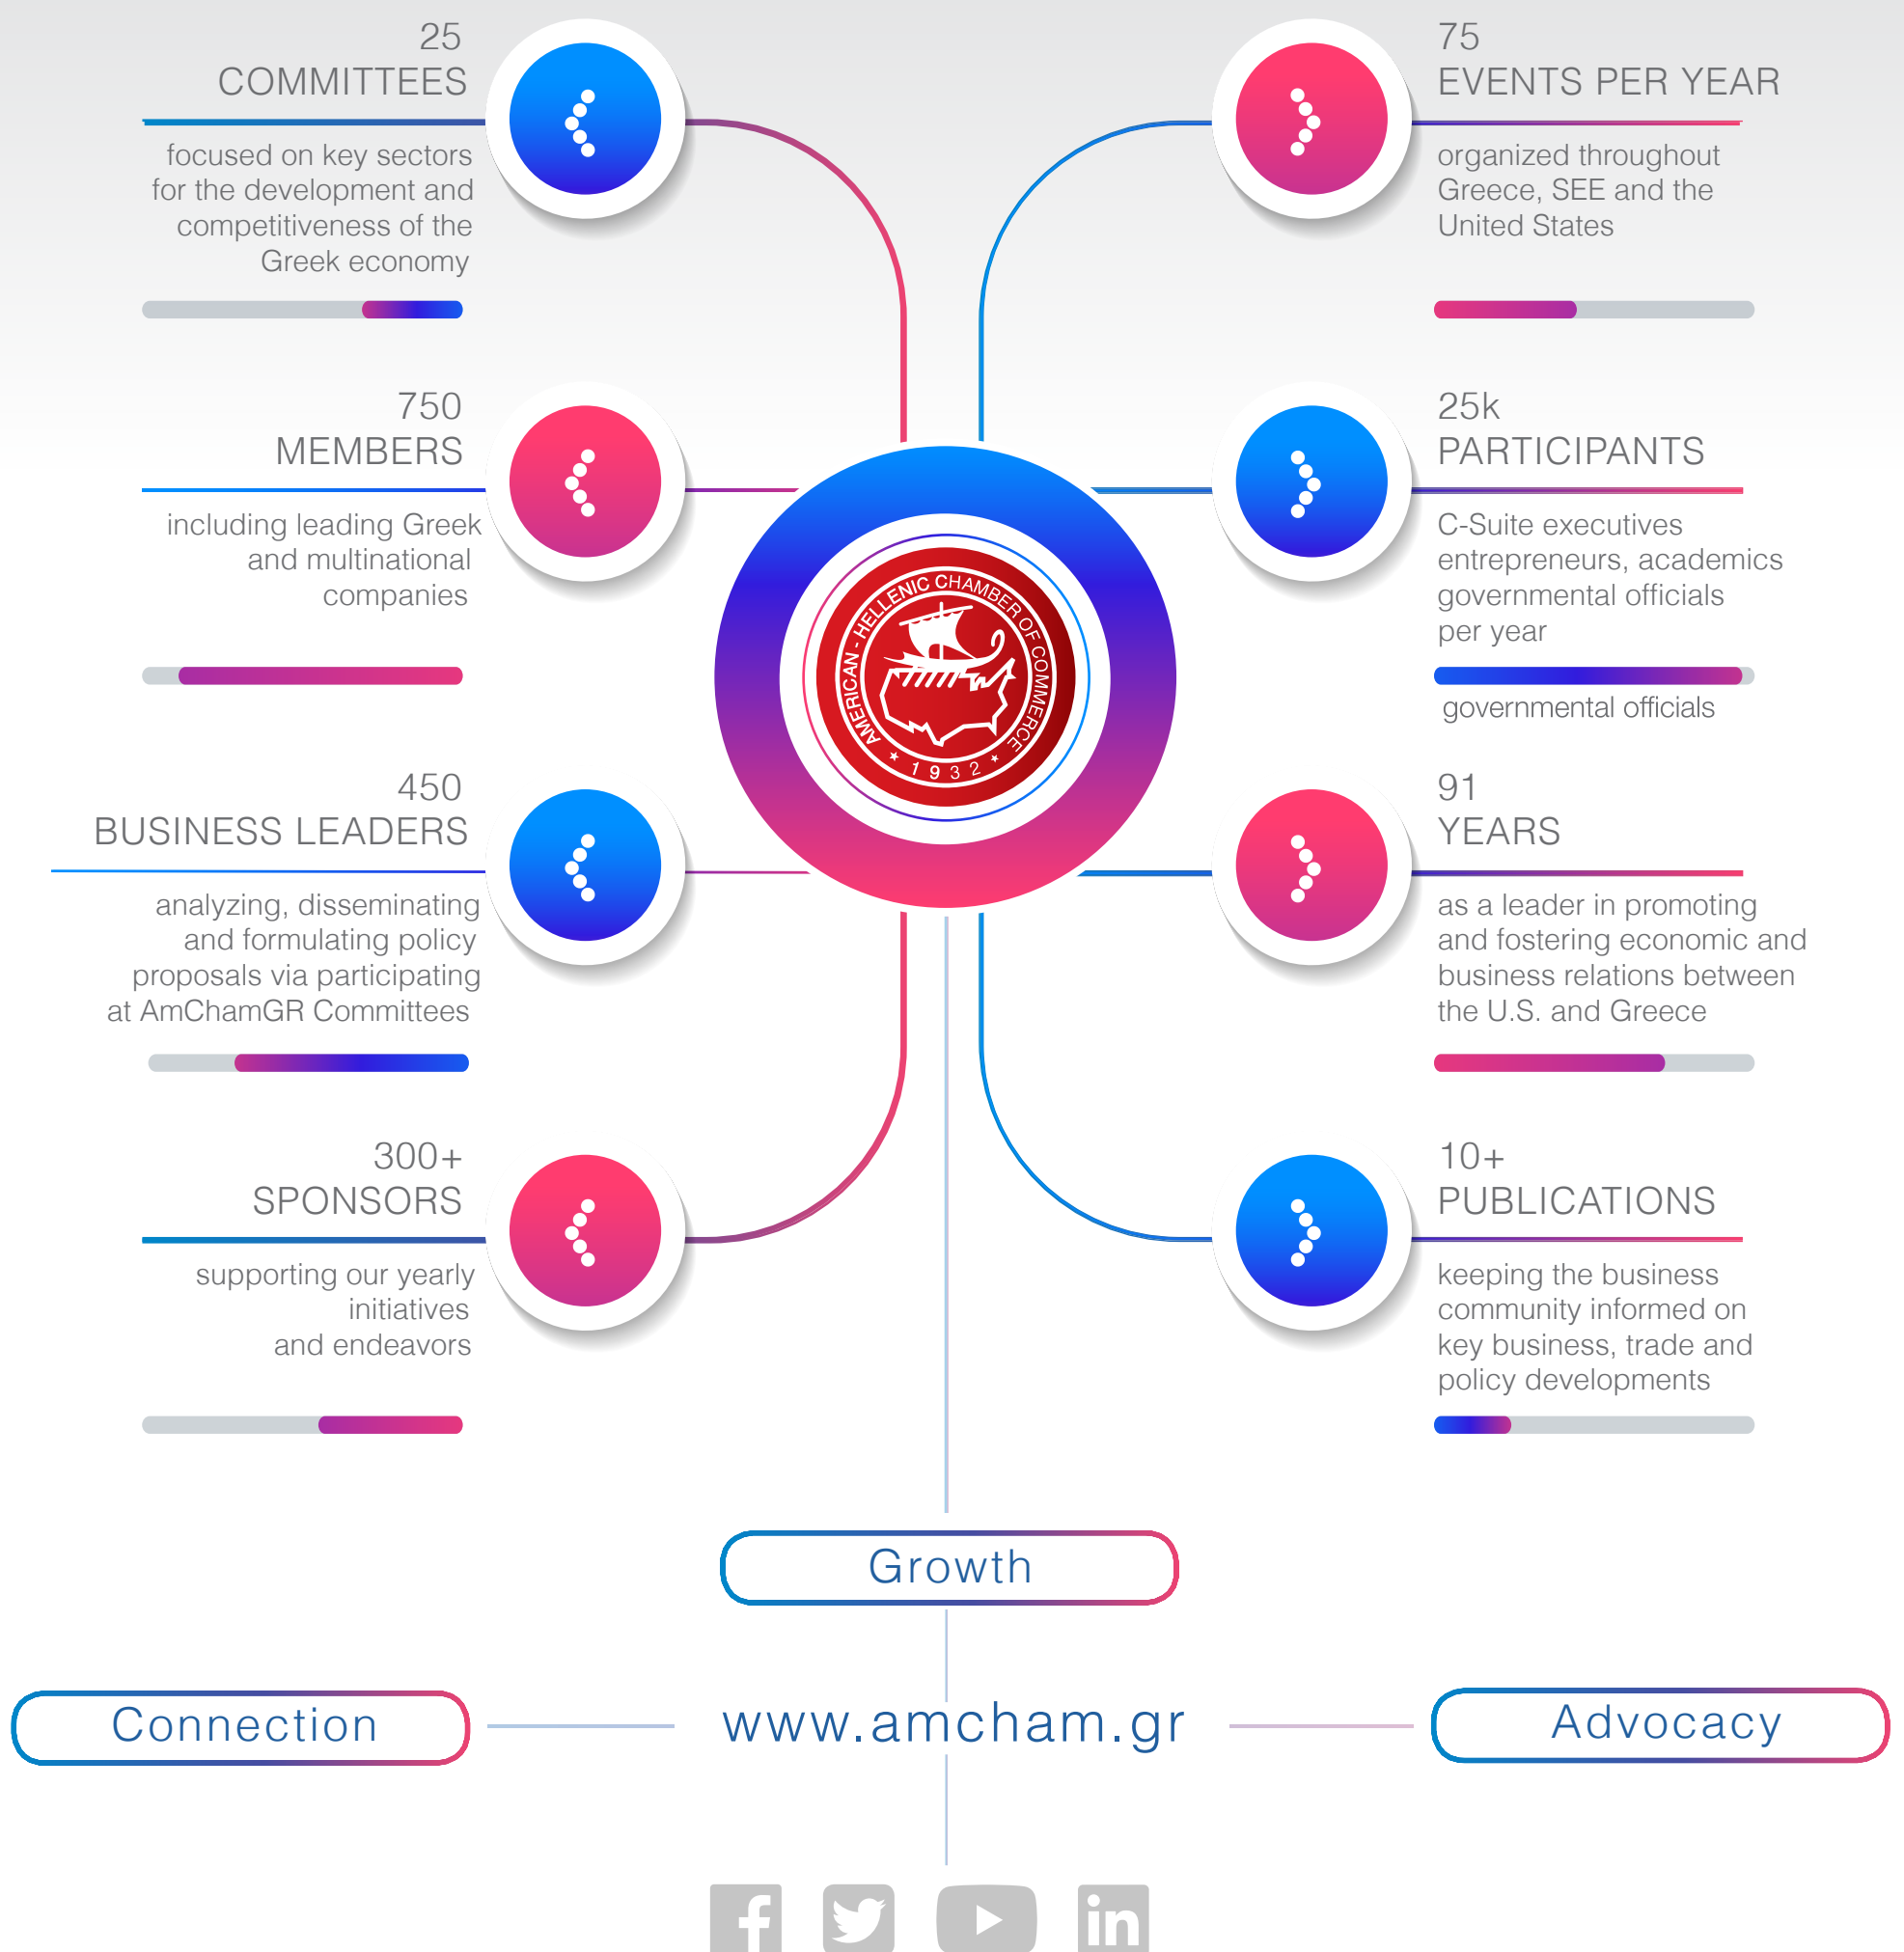 25
COMMITTEES
focused on key sectors
for the development and
competitiveness of the
Greek economy
750
MEMBERS
including leading Greek
and multinational
companies
450
BUSINESS LEADERS
analyzing, disseminating
and formulating policy
proposals via participating
at AmChamGR Committees
300+
SPONSORS
supporting our yearly
initiatives
and endeavors
AMERICAN - HELLENIC CHAMBER OF COMMERCE
1932
75
EVENTS PER YEAR
organized throughout
Greece, SEE and the
United States
25k
PARTICIPANTS
C-Suite executives
entrepreneurs, academics
governmental officials
per year
governmental officials
91
YEARS
as a leader in promoting
and fostering economic and
business relations between
the U.S. and Greece
10+
PUBLICATIONS
keeping the business
community informed on
key business, trade and
policy developments
Growth
Connection
www.amcham.gr
Advocacy